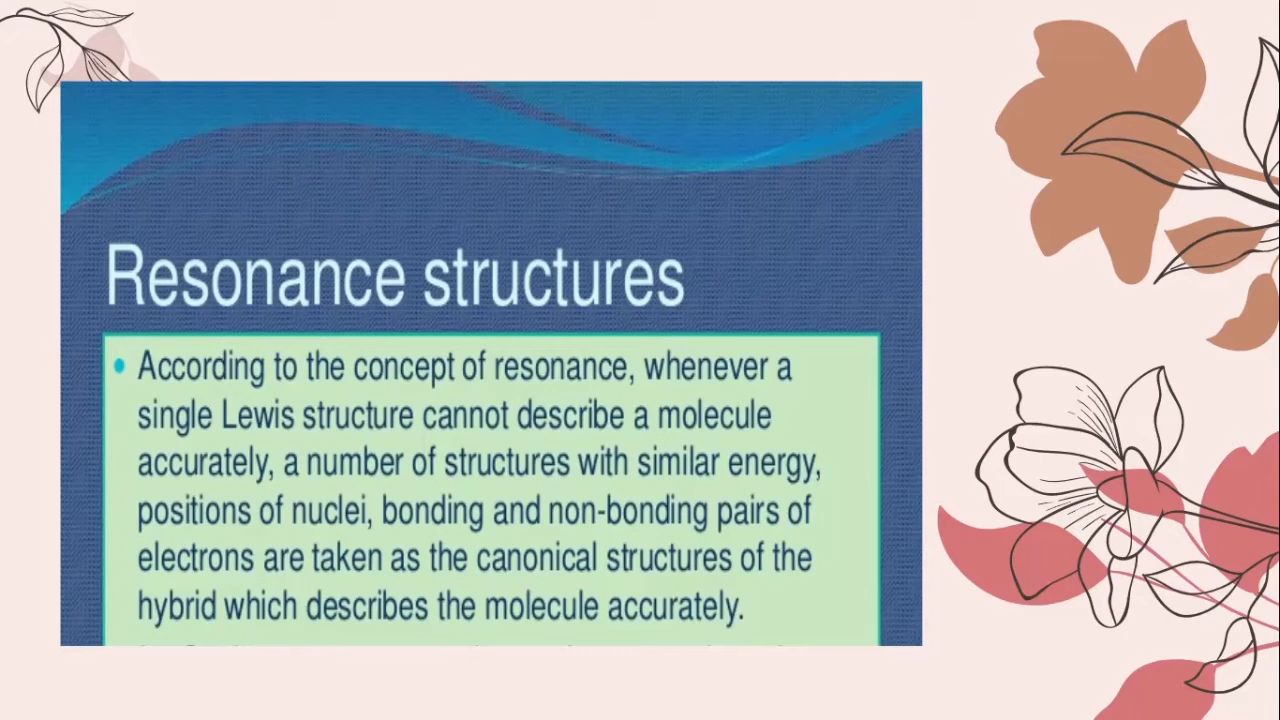 Resonance structures
• According to the concept of resonance, whenever a
single Lewis structure cannot describe a molecule
accurately, a number of structures with similar energy,
positions of nuclei, bonding and non-bonding pairs of
electrons are taken as the canonical structures of the
hybrid which describes the molecule accurately.